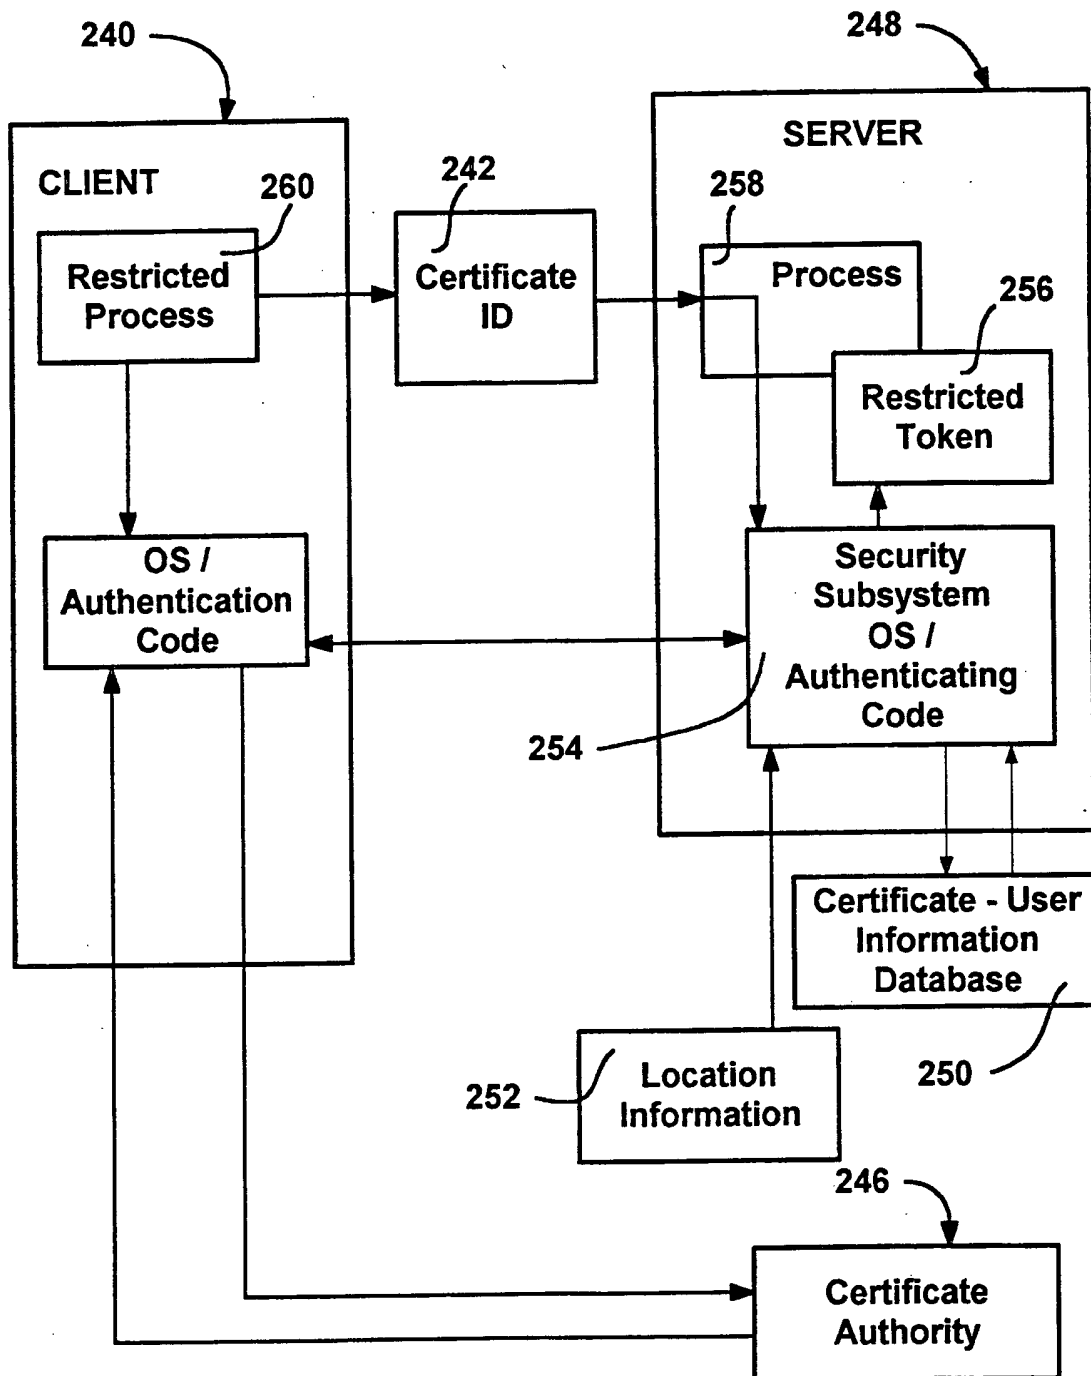 240
248
CLIENT
SERVER
260
242
258
Restricted
Process
Certificate
ID
Process
256
Restricted
Token
OS /
Authentication
Code
Security
Subsystem
OS /
Authenticating
Code
254
Certificate - User
Information
Database
250
252
Location
Information
246
Certificate
Authority